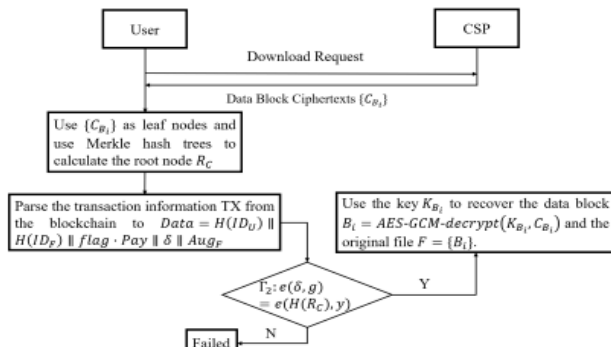 User
CSP
Download Request
Data Block Ciphertexts {C_{B_i}}
Use {C_{B_i}} as leaf nodes and
use Merkle hash trees to
calculate the root node R_C
Parse the transaction information TX from
the blockchain to Data = H(ID_U) ∥
H(ID_F) ∥ flag · Pay ∥ δ ∥ Aug_F
Use the key K_{B_i} to recover the data block
B_i = AES-GCM-decrypt(K_{B_i}, C_{B_i}) and the
original file F = {B_i}.
Γ_2: e(δ, g)
= e(H(R_C), y)
Y
N
Failed